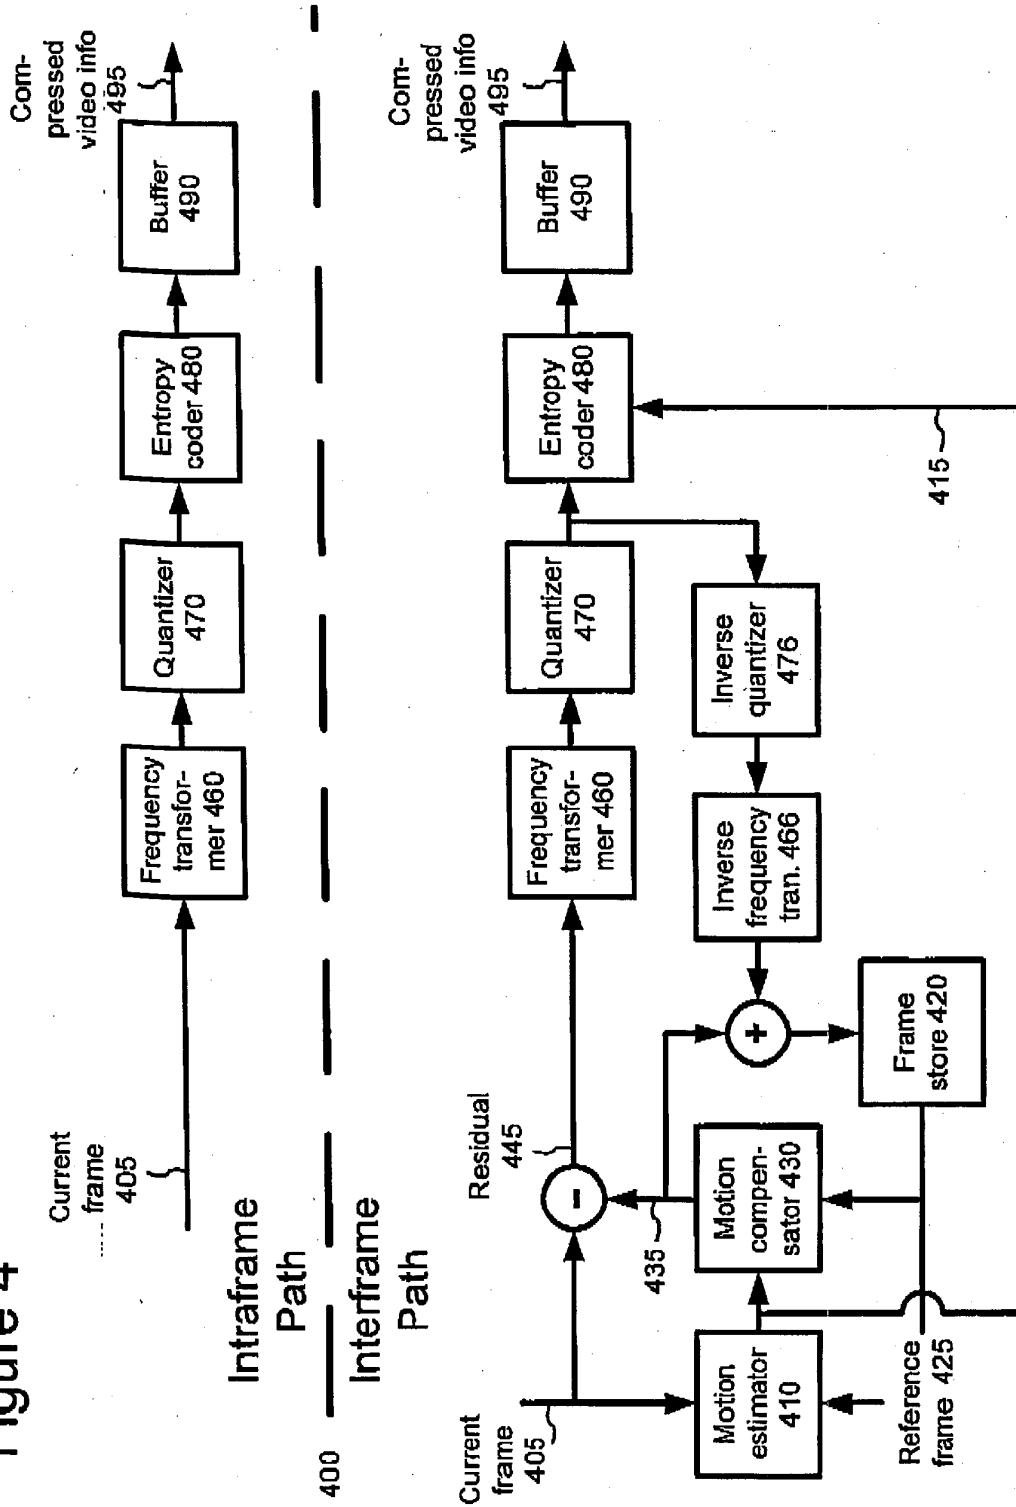 Figure 4
Current
frame
405
Frequency
transfor-
mer 460
Quantizer
470
Entropy
coder 480
Buffer
490
Com-
pressed
video info
495
Intraframe
Path
400
Interframe
Path
Current
frame
405
Residual
445
Frequency
transfor-
mer 460
Quantizer
470
Entropy
coder 480
Buffer
490
Com-
pressed
video info
495
435
Motion
estimator
410
Motion
compen-
sator 430
+
-
Inverse
frequency
tran. 466
Inverse
quantizer
476
Frame
store 420
Reference
frame 425
415